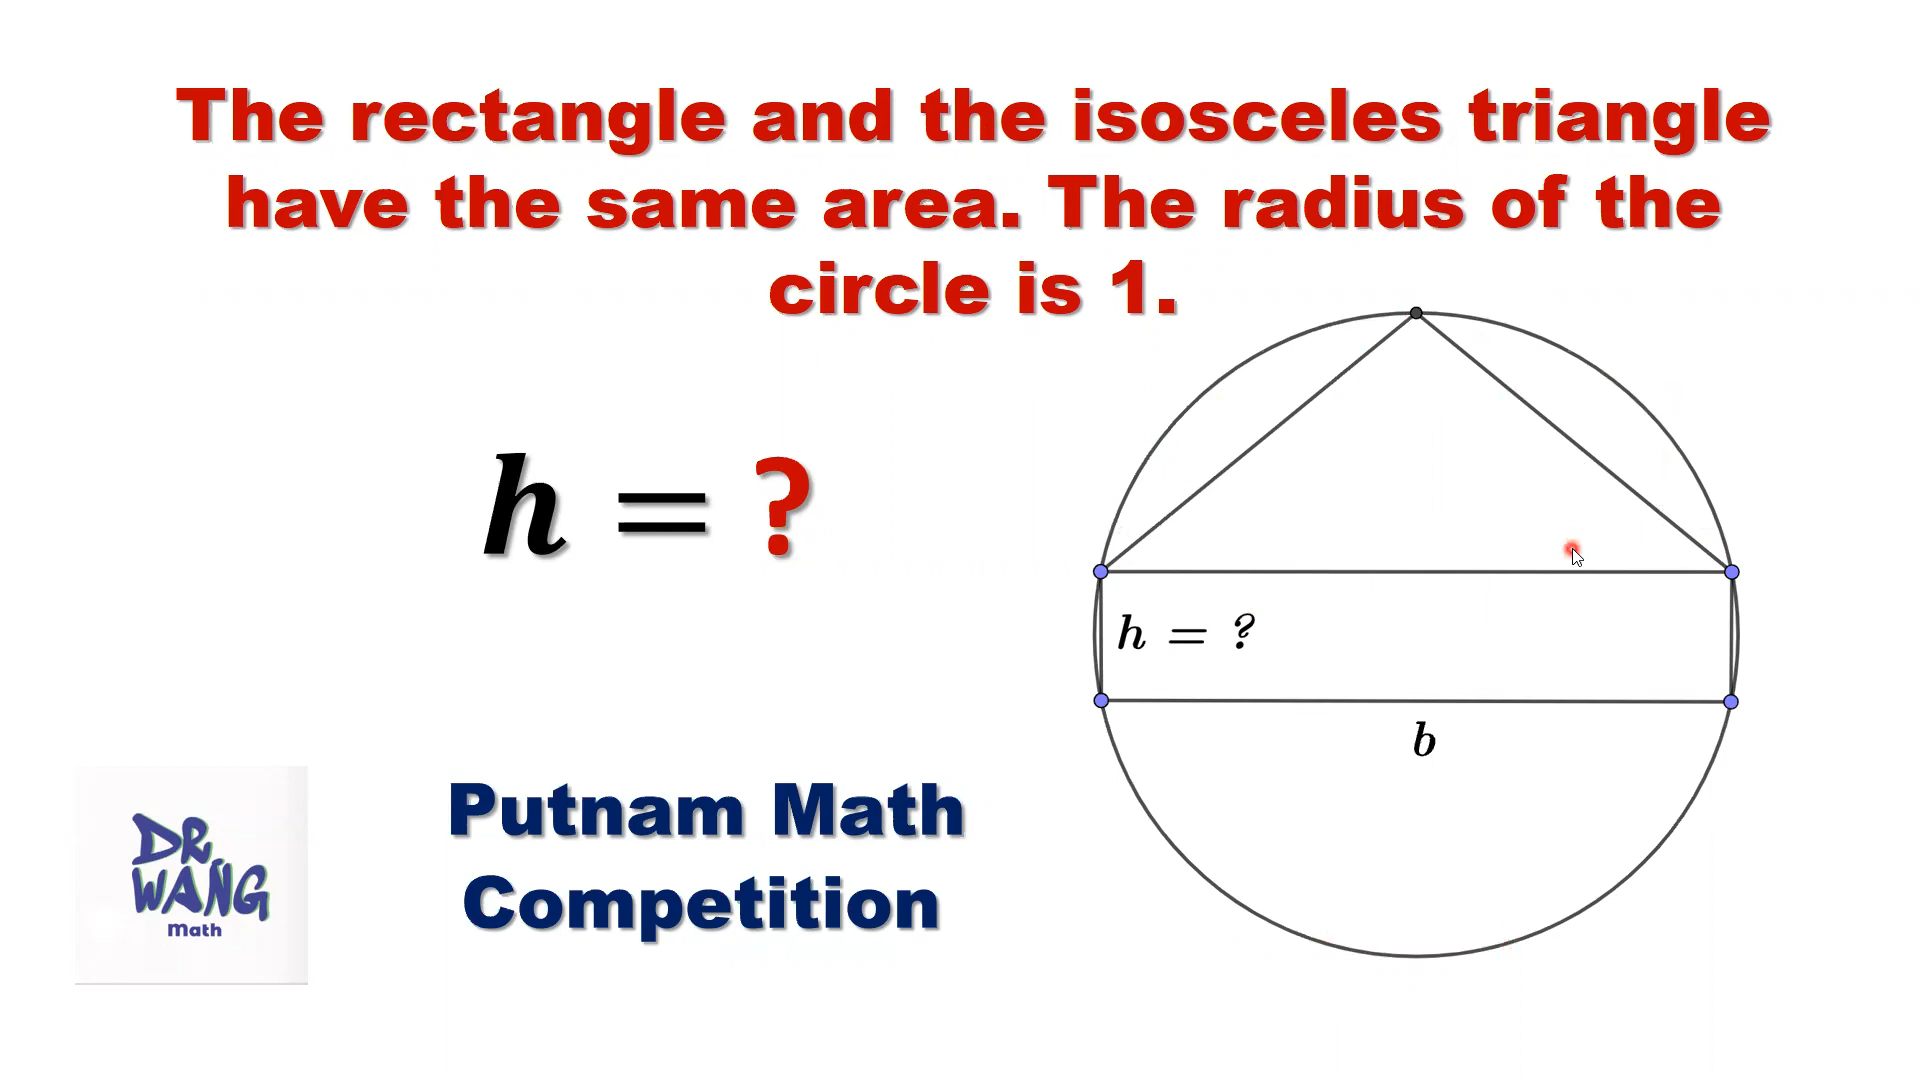 The rectangle and the isosceles triangle
have the same area. The radius of the
circle is 1.
h = ?
h = ?
b
Putnam Math
Competition
DR
WANG
Math